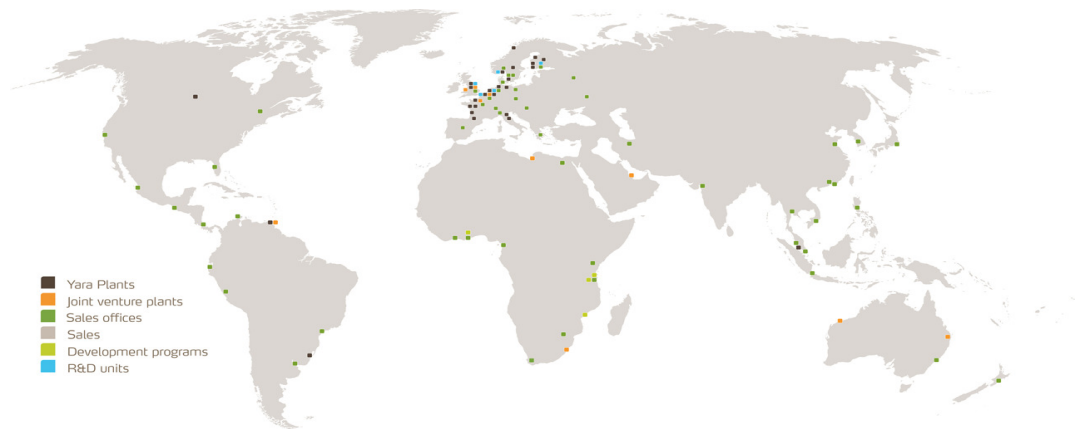 Yara Plants
Joint venture plants
Sales offices
Sales
Development programs
R&D units